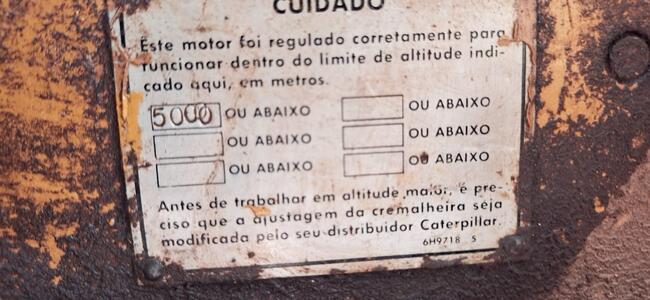 CUIDADO
Este motor foi regulado corretamente para
funcionar dentro do limite de altitude indi-
cado aqui, em metros.
5000 OU ABAIXO
OU ABAIXO
OU ABAIXO
OU ABAIXO
OU ABAIXO
OU ABAIXO
Antes de trabalhar em altitude maior, é pre-
ciso que a ajustagem da cremalheira seja
modificada pelo seu distribuidor Caterpillar.
6H9718 S